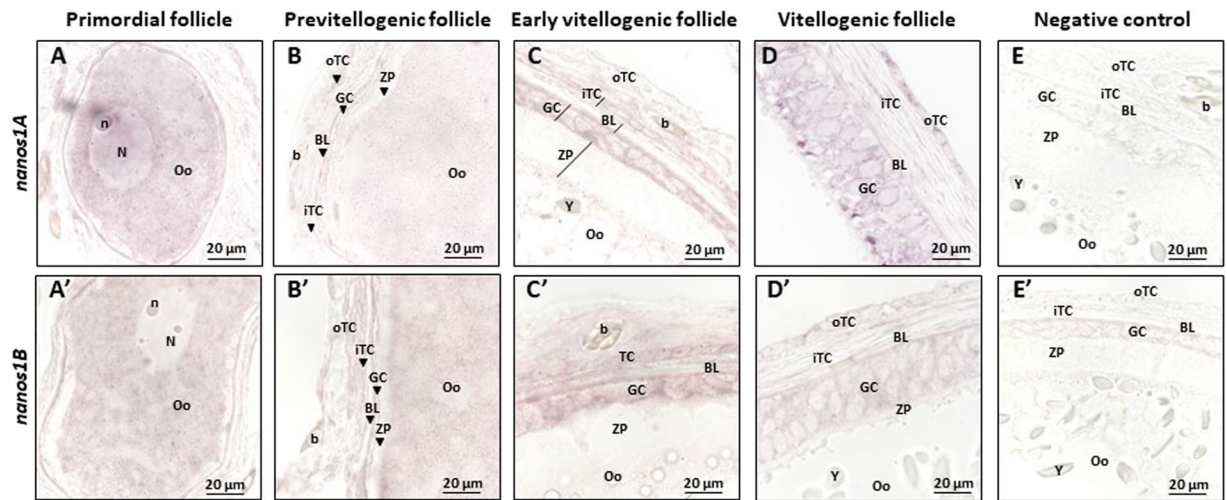 Primordial follicle
Previtellogenic follicle
Early vitellogenic follicle
Vitellogenic follicle
Negative control
nanos1A
A
n
N
Oo
20 µm
B
oTC
ZP
GC
BL
b
Oo
iTC
20 µm
C
oTC
iTC
GC
BL
b
ZP
Y
Oo
20 µm
D
iTC
oTC
BL
GC
20 µm
E
oTC
iTC
GC
BL
b
ZP
Y
Oo
20 µm
nanos1B
A’
n
N
Oo
20 µm
B’
oTC
iTC
GC
Oo
BL
ZP
b
20 µm
C’
b
TC
BL
GC
ZP
Oo
20 µm
D’
oTC
BL
iTC
GC
ZP
Y
Oo
20 µm
E’
oTC
iTC
GC
BL
ZP
Oo
Y
20 µm